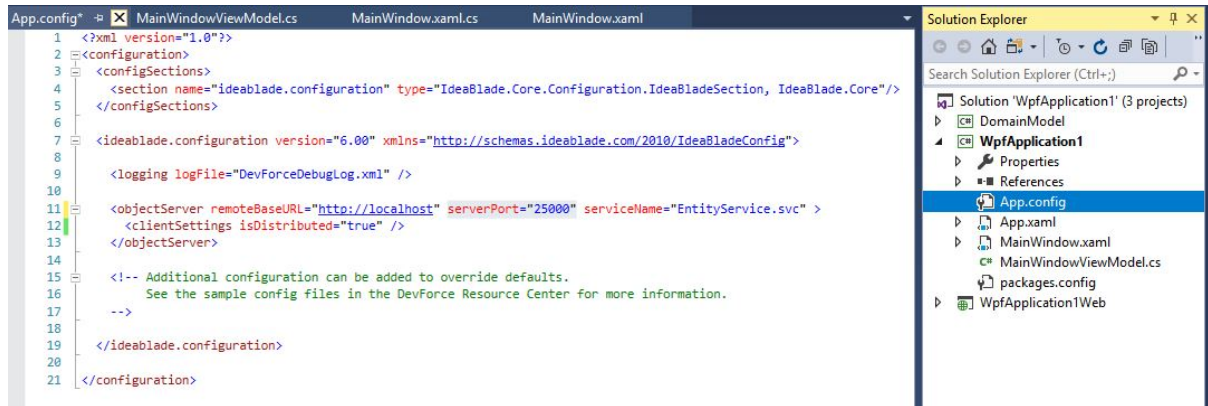 App.config* MainWindowViewModel.cs MainWindow.xaml.cs MainWindow.xaml
1 <?xml version="1.0"?>
2 <configuration>
3 <configSections>
4 <section name="ideablade.configuration" type="IdeaBlade.Core.Configuration.IdeaBladeSection, IdeaBlade.Core"/>
5 </configSections>
6
7 <ideablade.configuration version="6.00" xmlns="http://schemas.ideablade.com/2010/IdeaBladeConfig">
8
9 <logging logFile="DevForceDebugLog.xml" />
10
11 <objectServer remoteBaseURL="http://localhost" serverPort="25000" serviceName="EntityService.svc" >
12 <clientSettings isDistributed="true" />
13 </objectServer>
14
15 <!-- Additional configuration can be added to override defaults.
16 See the sample config files in the DevForce Resource Center for more information.
17 -->
18
19 </ideablade.configuration>
20
21 </configuration>
Solution Explorer
Search Solution Explorer (Ctrl+;)
Solution 'WpfApplication1' (3 projects)
C# DomainModel
C# WpfApplication1
Properties
References
App.config
App.xaml
MainWindow.xaml
C# MainWindowViewModel.cs
packages.config
WpfApplication1Web